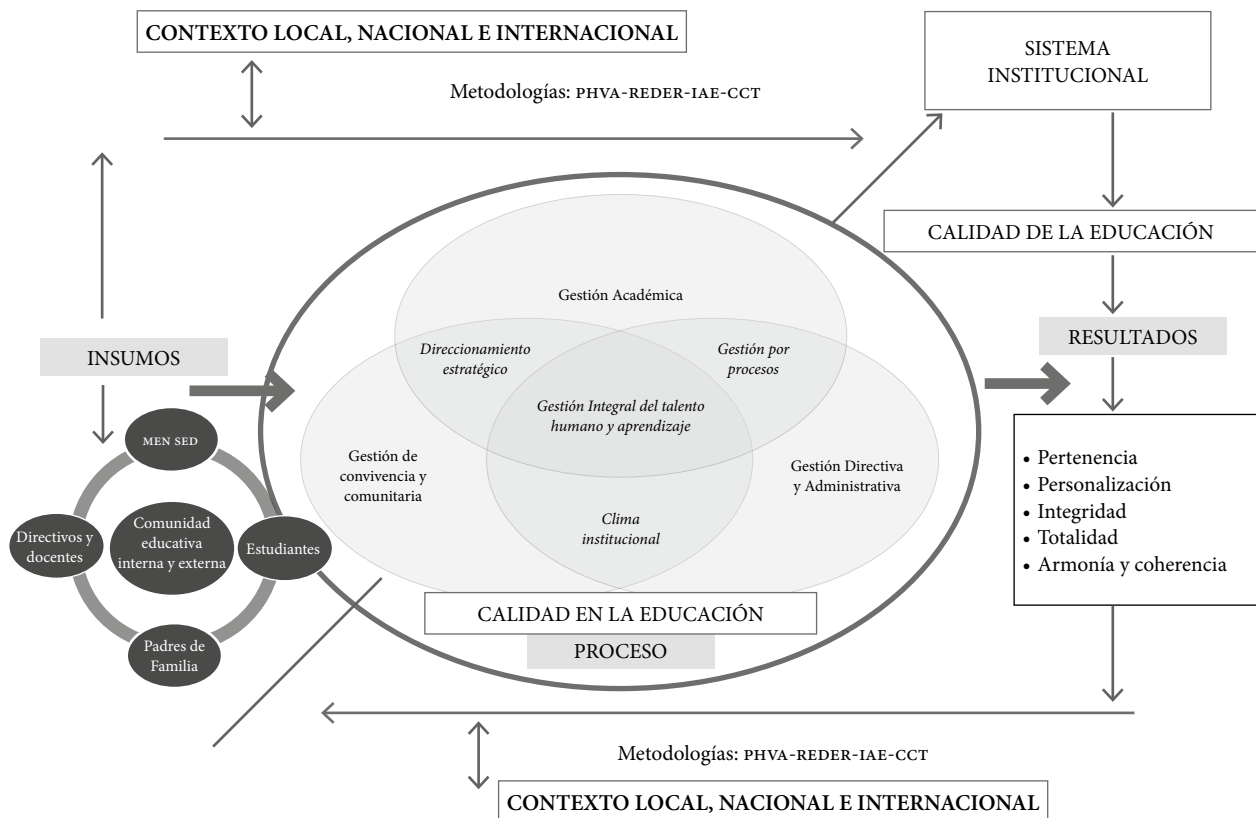 CONTEXTO LOCAL, NACIONAL E INTERNACIONAL
SISTEMA
INSTITUCIONAL
Metodologías: PHVA-REDER-IAE-CCT
CALIDAD DE LA EDUCACIÓN
Gestión Académica
INSUMOS
Direccionamiento
estratégico
Gestión por
procesos
RESULTADOS
Gestión Integral del talento
humano y aprendizaje
MEN SED
Directivos y
docentes
Comunidad
educativa
interna y externa
Estudiantes
Padres de
Familia
Gestión de
convivencia y
comunitaria
Gestión Directiva
y Administrativa
Clima
institucional
• Pertenencia
• Personalización
• Integridad
• Totalidad
• Armonía y coherencia
CALIDAD EN LA EDUCACIÓN
PROCESO
Metodologías: PHVA-REDER-IAE-CCT
CONTEXTO LOCAL, NACIONAL E INTERNACIONAL